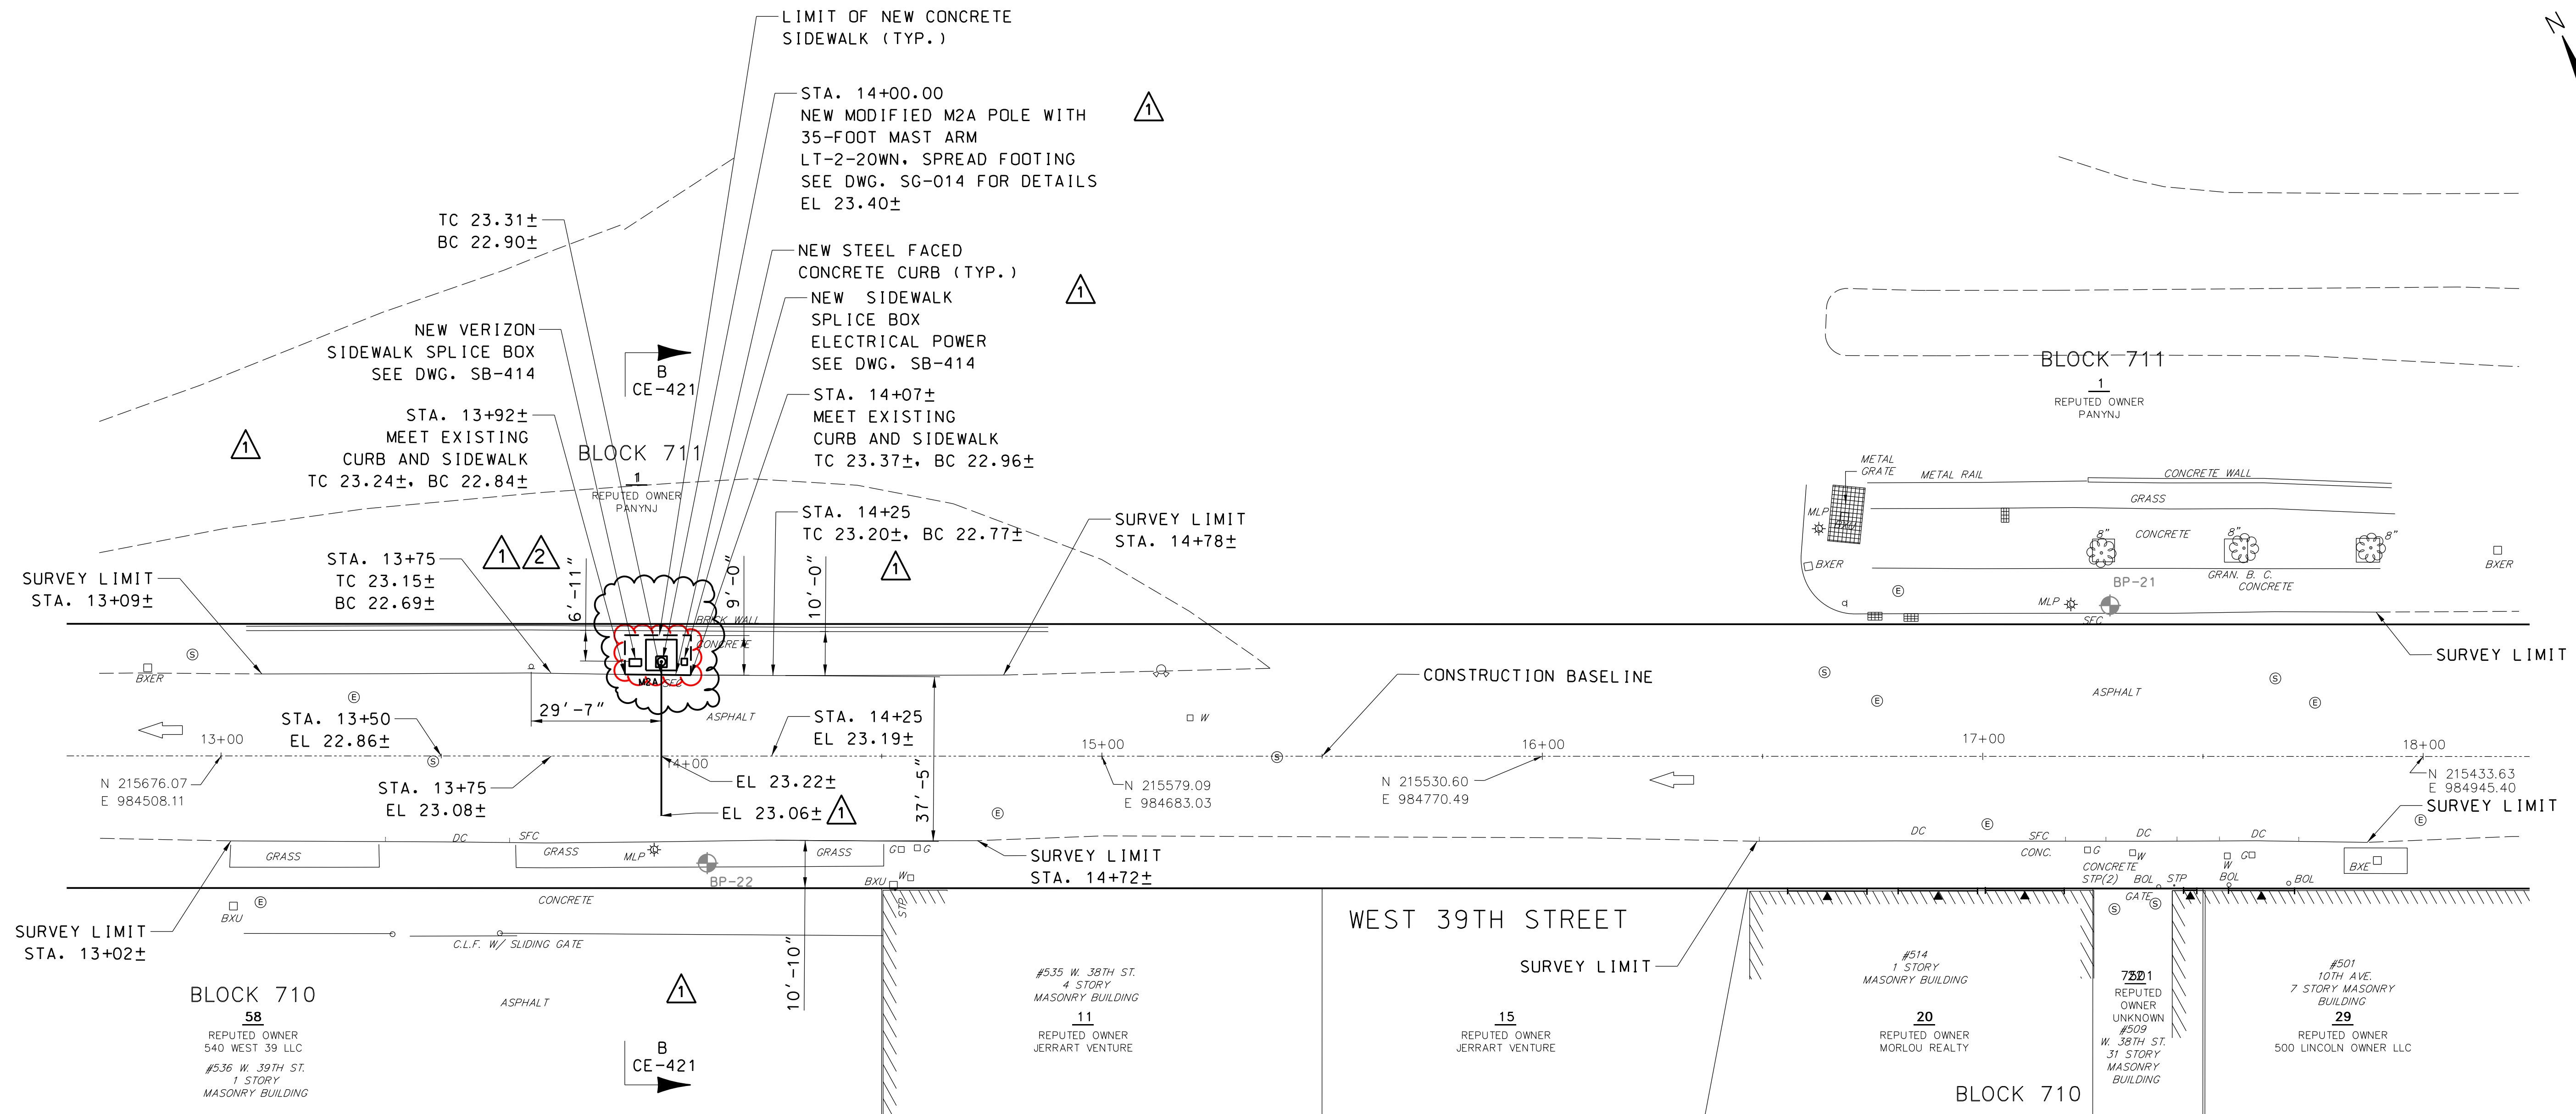 LIMIT OF NEW CONCRETE
SIDEWALK (TYP.)
N
STA. 14+00.00
NEW MODIFIED M2A POLE WITH
35-FOOT MAST ARM
LT-2-20WN, SPREAD FOOTING
SEE DWG. SG-014 FOR DETAILS
EL 23.40±
1
TC 23.31±
BC 22.90±
NEW STEEL FACED
CONCRETE CURB (TYP.)
NEW SIDEWALK
SPLICE BOX
ELECTRICAL POWER
SEE DWG. SB-414
1
NEW VERIZON
SIDEWALK SPLICE BOX
SEE DWG. SB-414
B
CE-421
STA. 13+92±
MEET EXISTING
CURB AND SIDEWALK
TC 23.24±, BC 22.84±
1
STA. 14+07±
MEET EXISTING
CURB AND SIDEWALK
TC 23.37±, BC 22.96±
BLOCK 711
1
REPUTED OWNER
PANYNJ
BLOCK 711
1
REPUTED OWNER
PANYNJ
METAL
GRATE
METAL RAIL
CONCRETE WALL
GRASS
MLP
CONCRETE
8"
8"
8"
BXER
BXER
GRAN. B. C.
CONCRETE
BP-21
E
MLP
SFC
STA. 14+25
TC 23.20±, BC 22.77±
1
SURVEY LIMIT
STA. 14+78±
STA. 13+75
TC 23.15±
BC 22.69±
1
2
SURVEY LIMIT
STA. 13+09±
6'-11"
9'-0"
10'-0"
BRICK WALL
CONCRETE
M2A
SFC
S
BXER
E
29'-7"
ASPHALT
W
CONSTRUCTION BASELINE
S
E
ASPHALT
S
E
SURVEY LIMIT
STA. 13+50
EL 22.86±
STA. 14+25
EL 23.19±
13+00
14+00
15+00
16+00
17+00
18+00
S
S
N 215676.07
E 984508.11
STA. 13+75
EL 23.08±
EL 23.22±
EL 23.06±
1
37'-5"
N 215579.09
E 984683.03
N 215530.60
E 984770.49
N 215433.63
E 984945.40
SURVEY LIMIT
E
E
E
GRASS
DC
SFC
GRASS
MLP
GRASS
G
G
BP-22
BXU
W
STP
SURVEY LIMIT
STA. 14+72±
DC
SFC
DC
DC
CONC.
G
W
G
W
CONCRETE
STP(2)
BOL
STP
BOL
BOL
GATE
BXE
S
S
E
BXU
CONCRETE
C.L.F. W/ SLIDING GATE
SURVEY LIMIT
STA. 13+02±
10'-10"
WEST 39TH STREET
SURVEY LIMIT
BLOCK 710
58
REPUTED OWNER
540 WEST 39 LLC
#536 W. 39TH ST.
1 STORY
MASONRY BUILDING
ASPHALT
1
B
CE-421
#535 W. 38TH ST.
4 STORY
MASONRY BUILDING
11
REPUTED OWNER
JERRART VENTURE
15
REPUTED OWNER
JERRART VENTURE
#514
1 STORY
MASONRY BUILDING
20
REPUTED OWNER
MORLOU REALTY
REPUTED
OWNER
UNKNOWN
#509
W. 38TH ST.
31 STORY
MASONRY
BUILDING
#501
10TH AVE.
7 STORY MASONRY
BUILDING
29
REPUTED OWNER
500 LINCOLN OWNER LLC
BLOCK 710